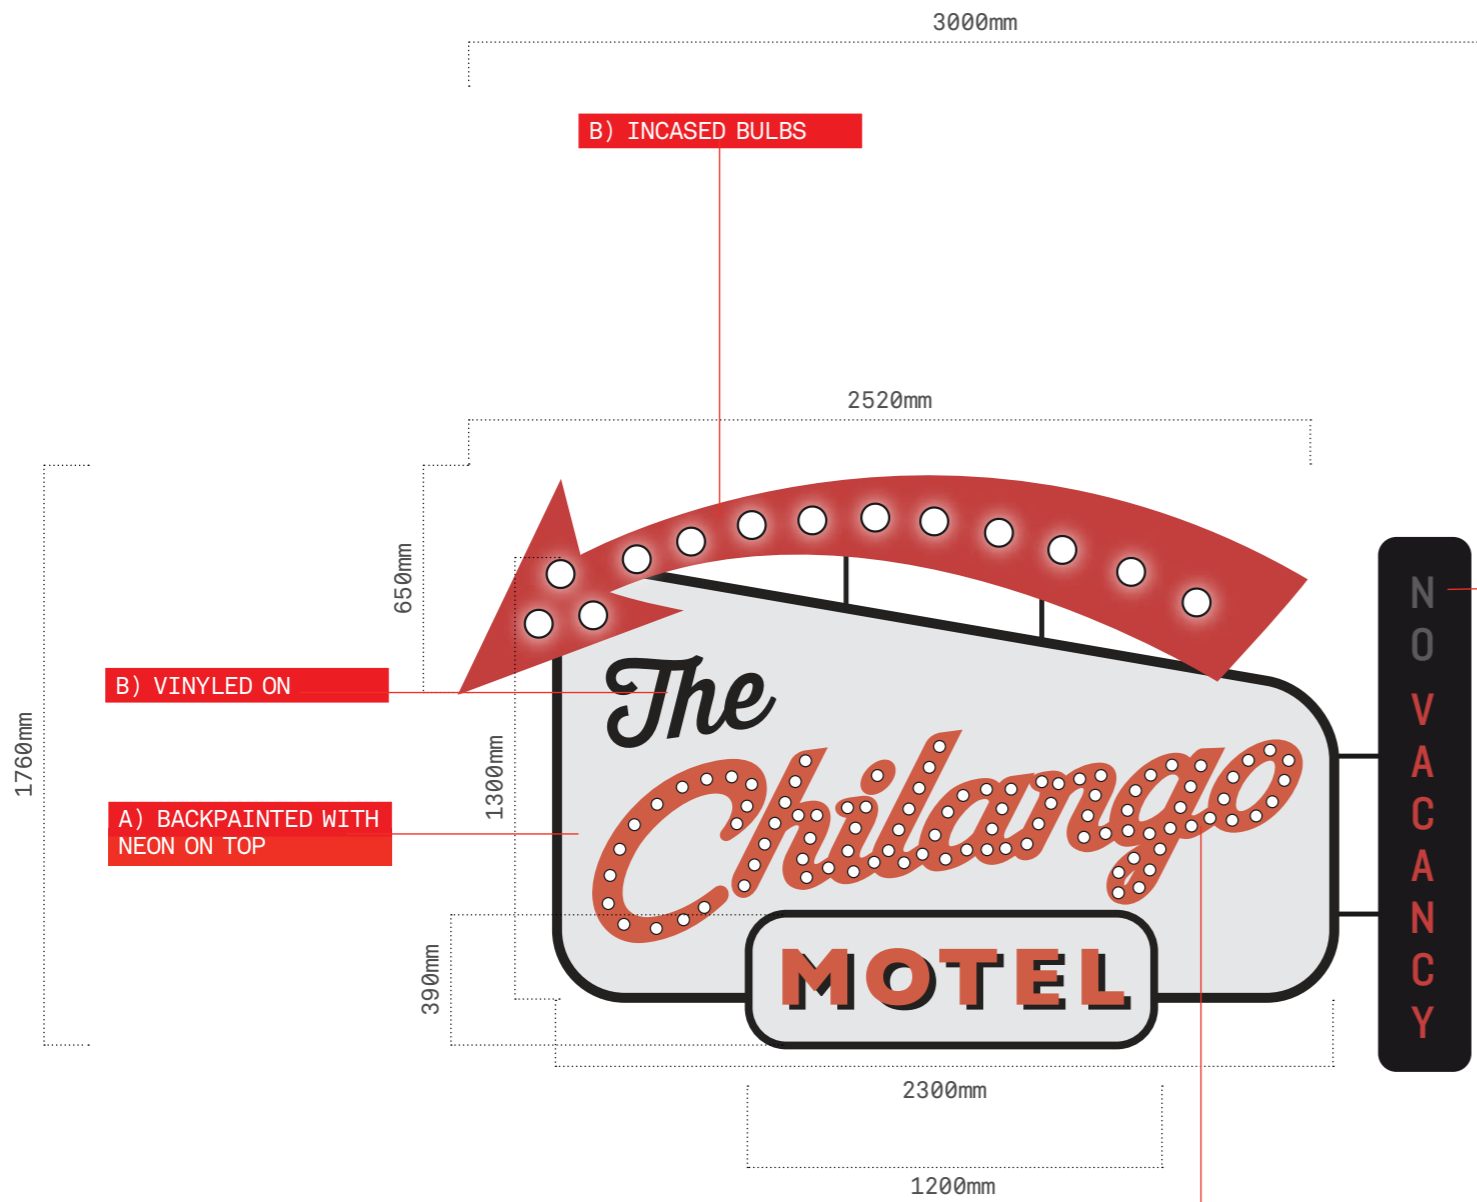 3000mm
B) INCASED BULBS
2520mm
650mm
B) VINYLED ON
1760mm
A) BACKPAINTED WITH
NEON ON TOP
1300mm
390mm
The
Chilango
MOTEL
NO VACANCY
2300mm
1200mm